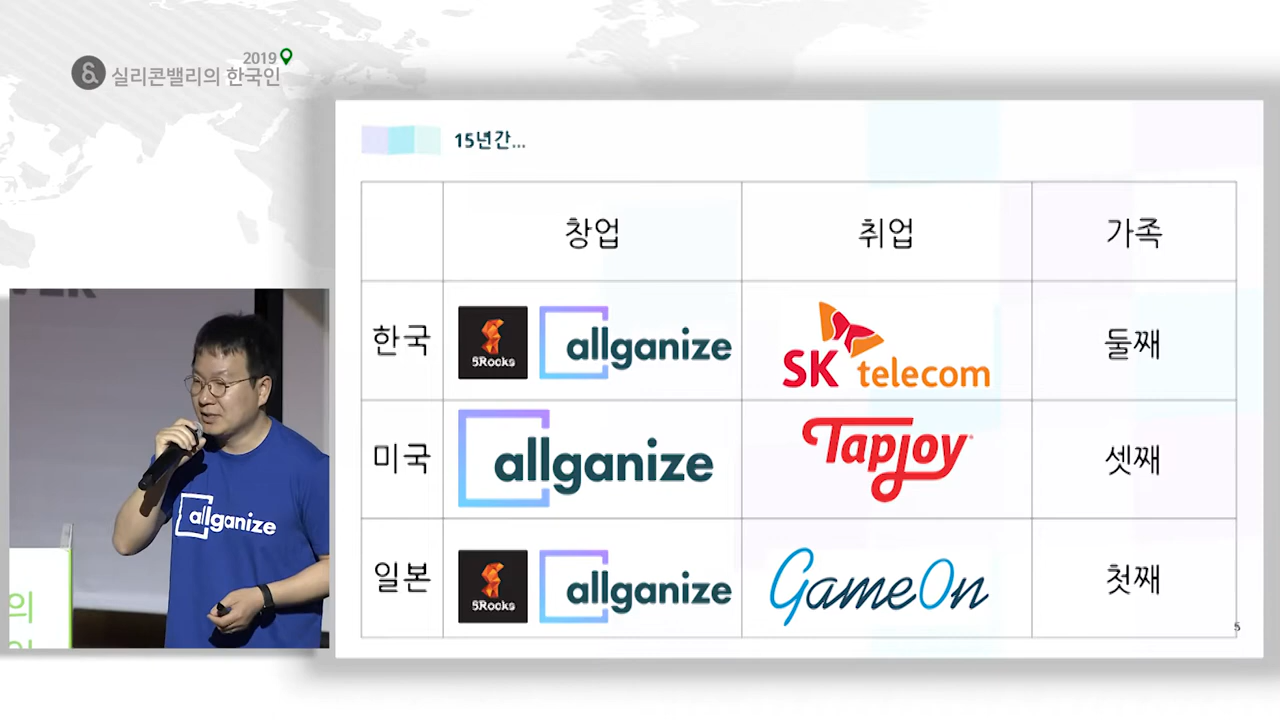 2019
& 실리콘밸리의 한국인
15년간...
창업 취업 가족
한국 5Rocks allganize SK telecom 둘째
미국 allganize Tapjoy 셋째
일본 5Rocks allganize GameOn 첫째
5
allganize
의